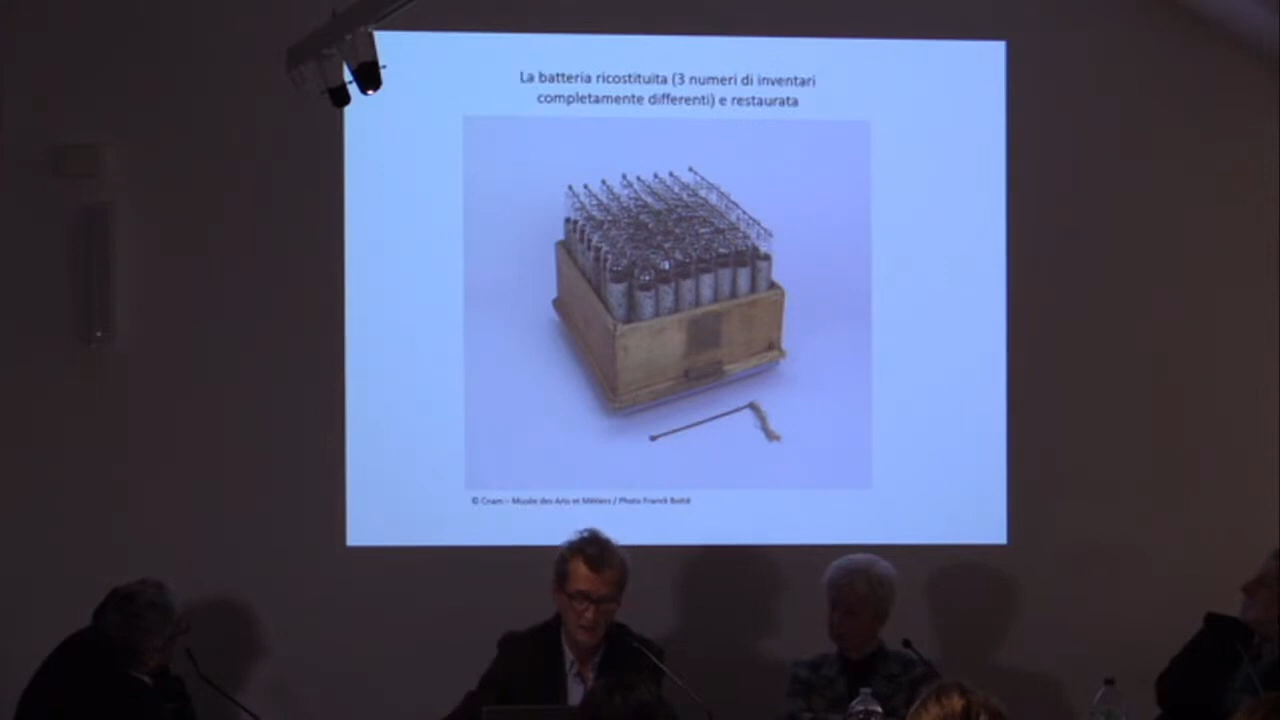 La batteria ricostituita (3 numeri di inventari
completamente differenti) e restaurata
© Cnam – Musée des Arts et Métiers / Photo Franck Botté